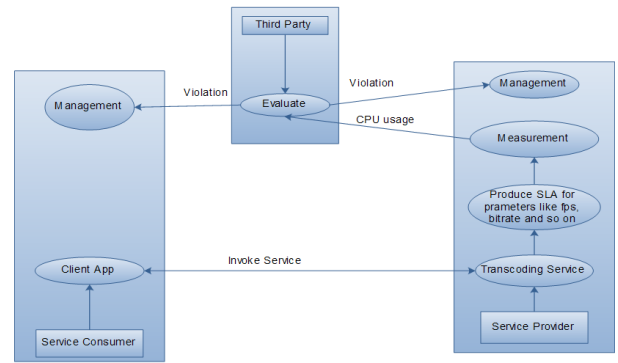 Third Party
Violation
Evaluate
Violation
Management
Management
CPU usage
Measurement
Produce SLA for
prameters like fps,
bitrate and so on
Invoke Service
Client App
Transcoding Service
Service Consumer
Service Provider